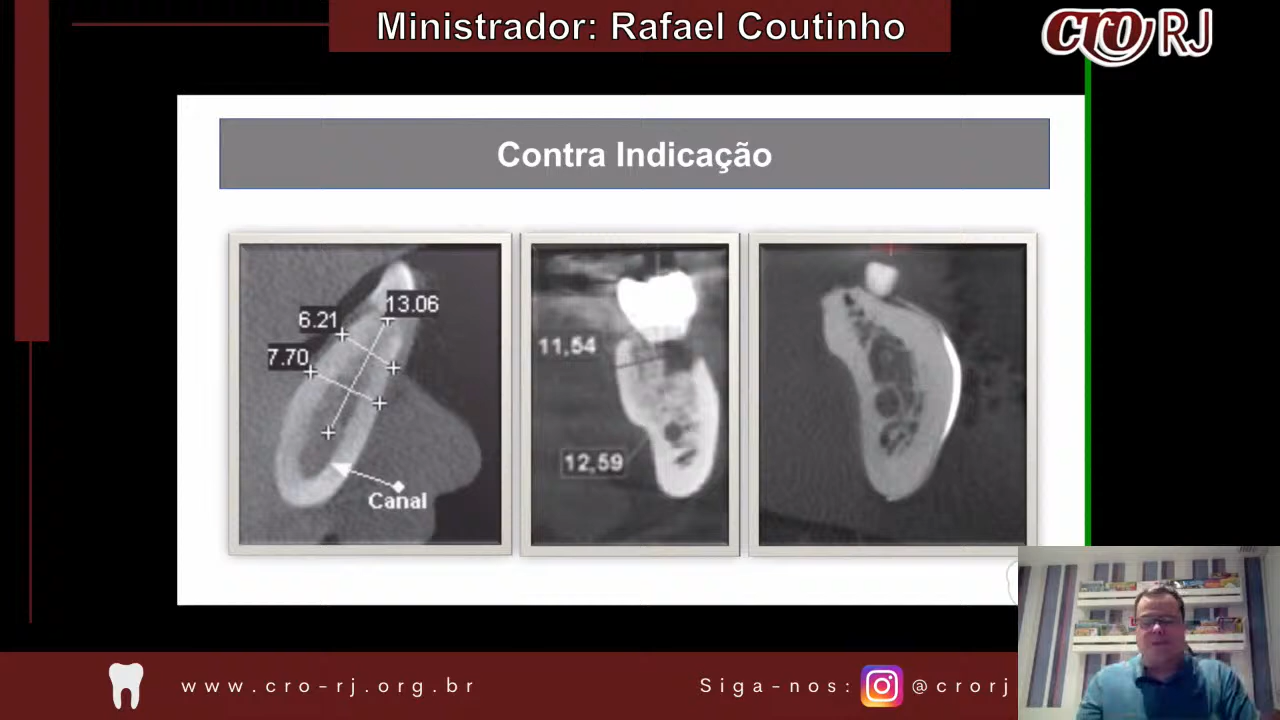 Ministrador: Rafael Coutinho
CRO RJ
Contra Indicação
13.06
6.21
7.70
Canal
11,54
12,59
www.cro-rj.org.br
Siga-nos: @crorj